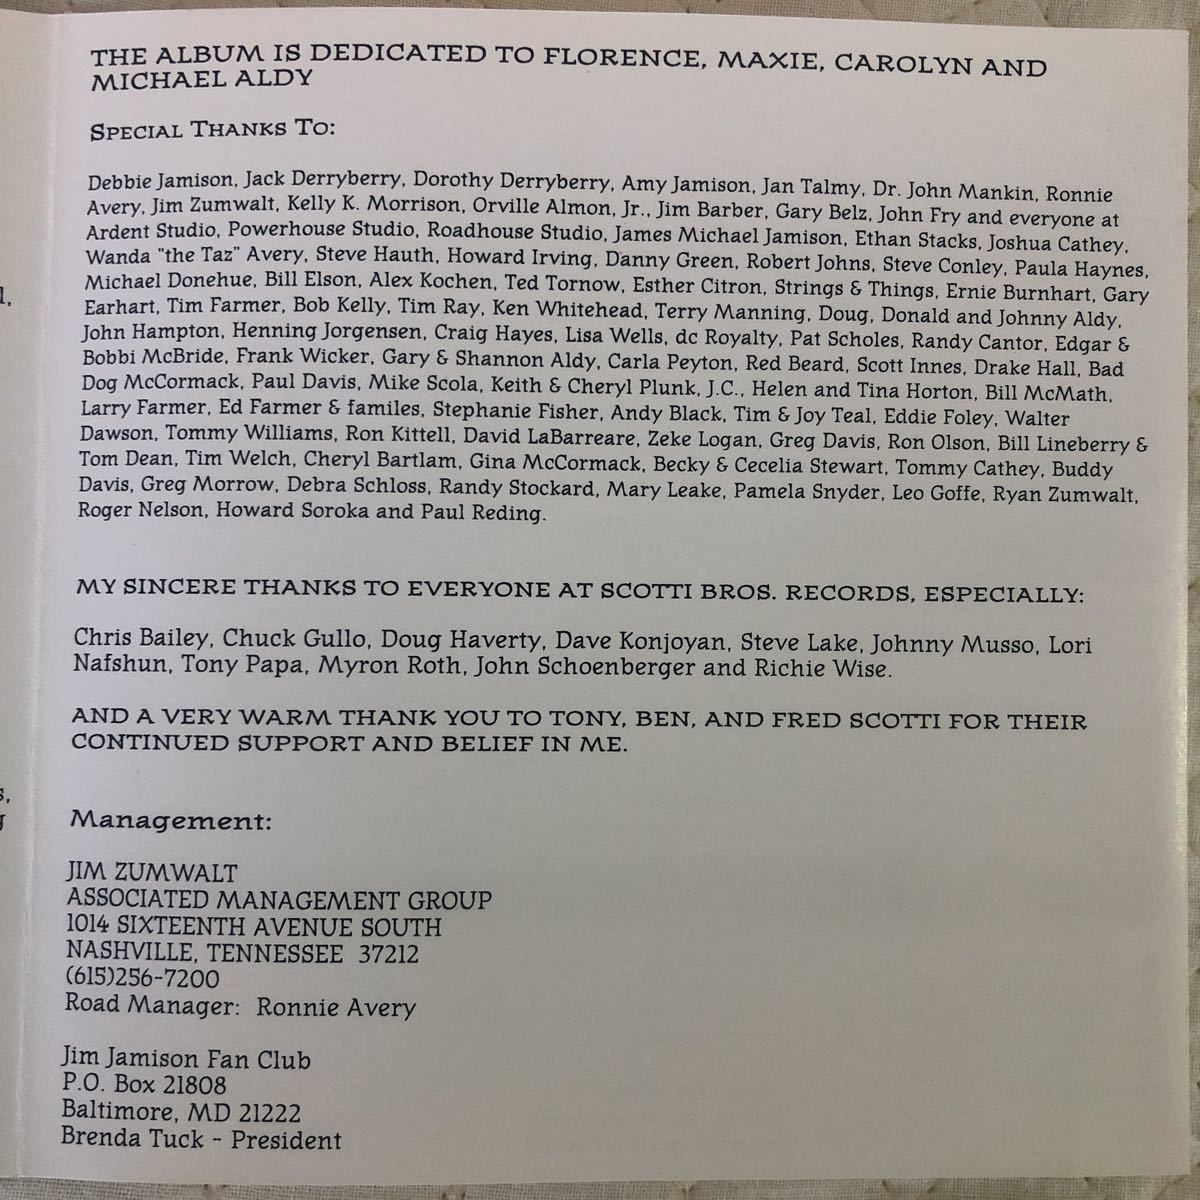 THE ALBUM IS DEDICATED TO FLORENCE, MAXIE, CAROLYN AND
MICHAEL ALDY
SPECIAL THANKS TO:
Debbie Jamison, Jack Derryberry, Dorothy Derryberry, Amy Jamison, Jan Talmy, Dr. John Mankin, Ronnie
Avery, Jim Zumwalt, Kelly K. Morrison, Orville Almon, Jr., Jim Barber, Gary Belz, John Fry and everyone at
Ardent Studio, Powerhouse Studio, Roadhouse Studio, James Michael Jamison, Ethan Stacks, Joshua Cathey,
Wanda "the Taz" Avery, Steve Hauth, Howard Irving, Danny Green, Robert Johns, Steve Conley, Paula Haynes,
Michael Donehue, Bill Elson, Alex Kochen, Ted Tornow, Esther Citron, Strings & Things, Ernie Burnhart, Gary
Earhart, Tim Farmer, Bob Kelly, Tim Ray, Ken Whitehead, Terry Manning, Doug, Donald and Johnny Aldy,
John Hampton, Henning Jorgensen, Craig Hayes, Lisa Wells, dc Royalty, Pat Scholes, Randy Cantor, Edgar &
Bobbi McBride, Frank Wicker, Gary & Shannon Aldy, Carla Peyton, Red Beard, Scott Innes, Drake Hall, Bad
Dog McCormack, Paul Davis, Mike Scola, Keith & Cheryl Plunk, J.C., Helen and Tina Horton, Bill McMath,
Larry Farmer, Ed Farmer & familes, Stephanie Fisher, Andy Black, Tim & Joy Teal, Eddie Foley, Walter
Dawson, Tommy Williams, Ron Kittell, David LaBarreare, Zeke Logan, Greg Davis, Ron Olson, Bill Lineberry &
Tom Dean, Tim Welch, Cheryl Bartlam, Gina McCormack, Becky & Cecelia Stewart, Tommy Cathey, Buddy
Davis, Greg Morrow, Debra Schloss, Randy Stockard, Mary Leake, Pamela Snyder, Leo Goffe, Ryan Zumwalt,
Roger Nelson, Howard Soroka and Paul Reding.
MY SINCERE THANKS TO EVERYONE AT SCOTTI BROS. RECORDS, ESPECIALLY:
Chris Bailey, Chuck Gullo, Doug Haverty, Dave Konjoyan, Steve Lake, Johnny Musso, Lori
Nafshun, Tony Papa, Myron Roth, John Schoenberger and Richie Wise.
AND A VERY WARM THANK YOU TO TONY, BEN, AND FRED SCOTTI FOR THEIR
CONTINUED SUPPORT AND BELIEF IN ME.
Management:
JIM ZUMWALT
ASSOCIATED MANAGEMENT GROUP
1014 SIXTEENTH AVENUE SOUTH
NASHVILLE, TENNESSEE 37212
(615)256-7200
Road Manager: Ronnie Avery
Jim Jamison Fan Club
P.O. Box 21808
Baltimore, MD 21222
Brenda Tuck - President